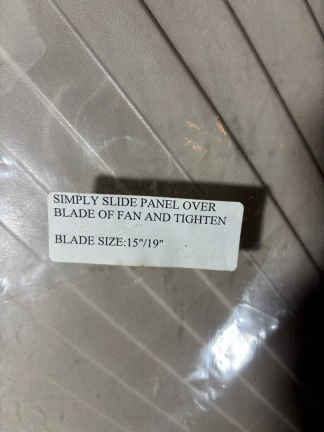 SIMPLY SLIDE PANEL OVER
BLADE OF FAN AND TIGHTEN
BLADE SIZE:15"/19"